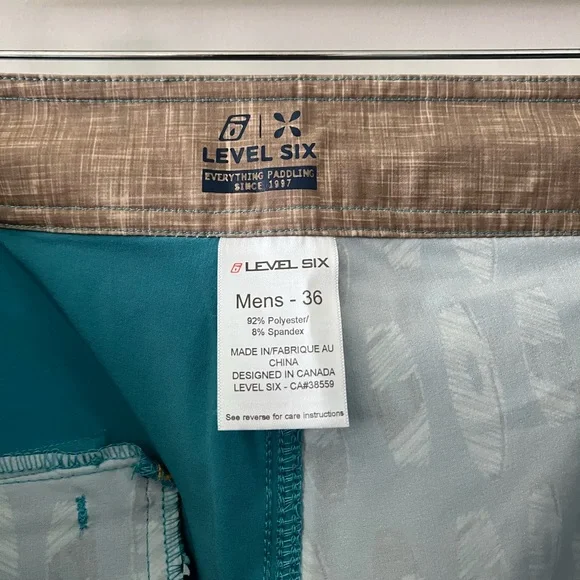 LEVEL SIX
EVERYTHING PADDLING
SINCE 1997
LEVEL SIX
Mens - 36
92% Polyester/
8% Spandex
MADE IN/FABRIQUE AU
CHINA
DESIGNED IN CANADA
LEVEL SIX - CA#38559
See reverse for care instructions